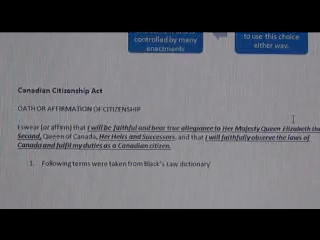 controlled by many
enactments
to use this choice
either way.
Canadian Citizenship Act
OATH OR AFFIRMATION OF CITIZENSHIP
I swear (or affirm) that I will be faithful and bear true allegiance to Her Majesty Queen Elizabeth the
Second, Queen of Canada, Her Heirs and Successors, and that I will faithfully observe the laws of
Canada and fulfil my duties as a Canadian citizen.
1. Following terms were taken from Black's Law dictionary